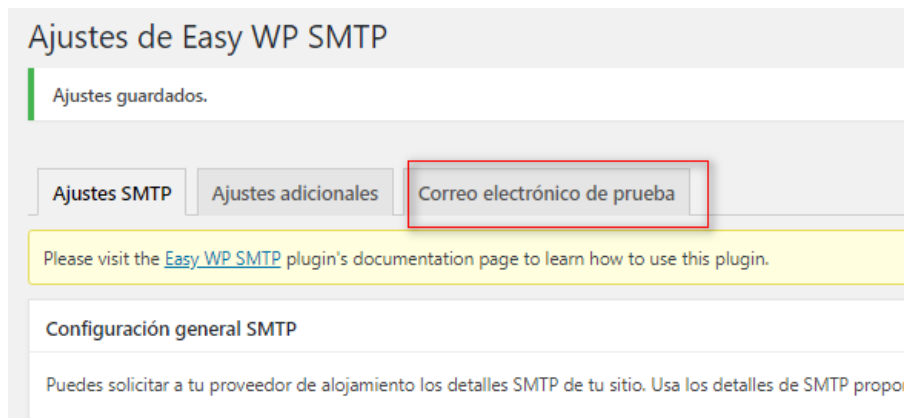 Ajustes de Easy WP SMTP
Ajustes guardados.
Ajustes SMTP Ajustes adicionales Correo electrónico de prueba
Please visit the Easy WP SMTP plugin's documentation page to learn how to use this plugin.
Configuración general SMTP
Puedes solicitar a tu proveedor de alojamiento los detalles SMTP de tu sitio. Usa los detalles de SMTP